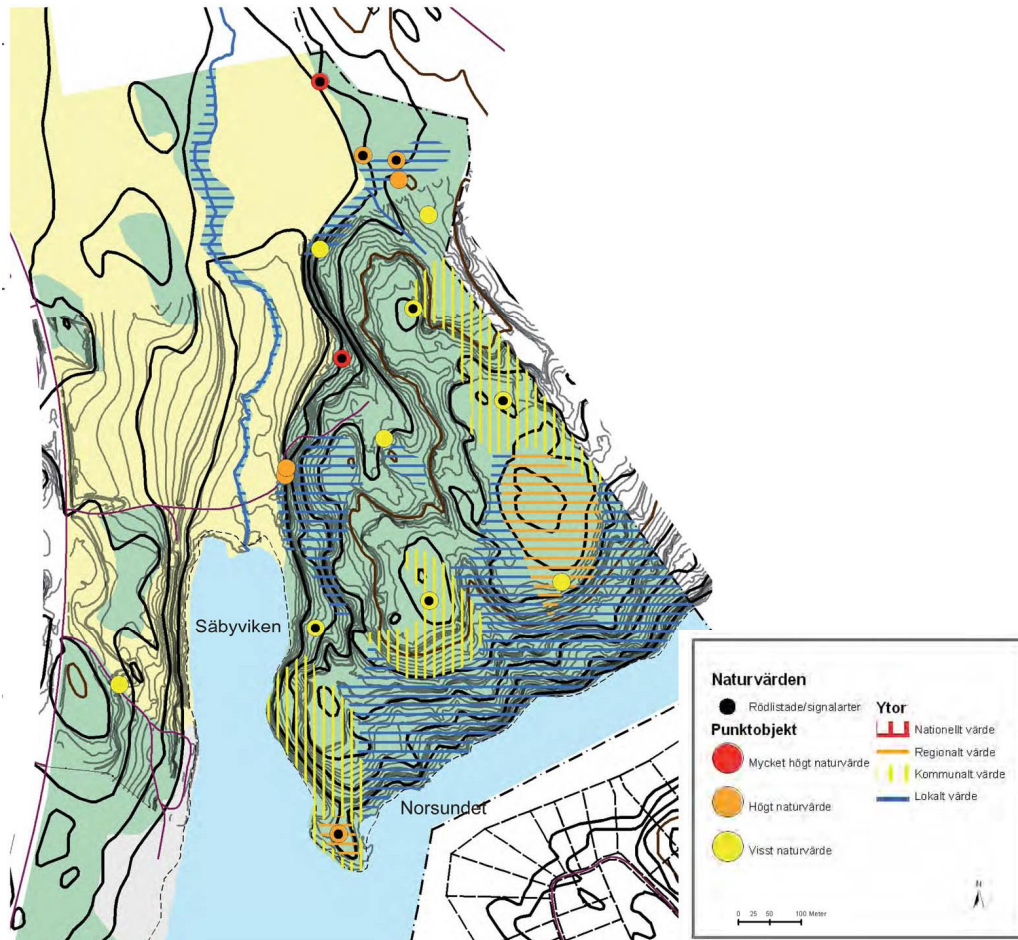 Säbyviken
Norsundet
Naturvärden
Rödlistade/signalarter
Punktobjekt
Mycket högt naturvärde
Högt naturvärde
Visst naturvärde
Ytor
Nationellt värde
Regionalt värde
Kommunalt värde
Lokalt värde
N
0 25 50 100 Meter